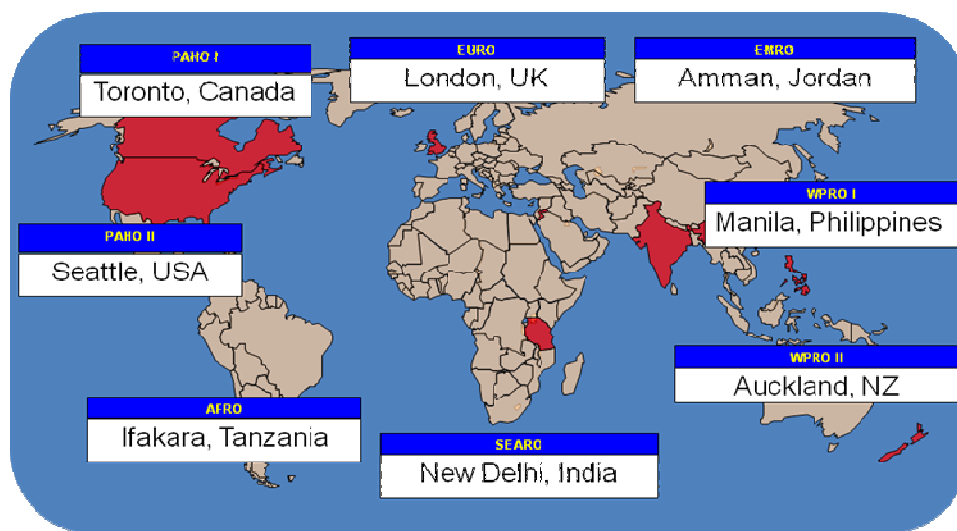 PAHO I
Toronto, Canada
EURO
London, UK
EMRO
Amman, Jordan
WPRO I
Manila, Philippines
PAHO II
Seattle, USA
WPRO II
Auckland, NZ
AFRO
Ifakara, Tanzania
SEARO
New Delhi, India